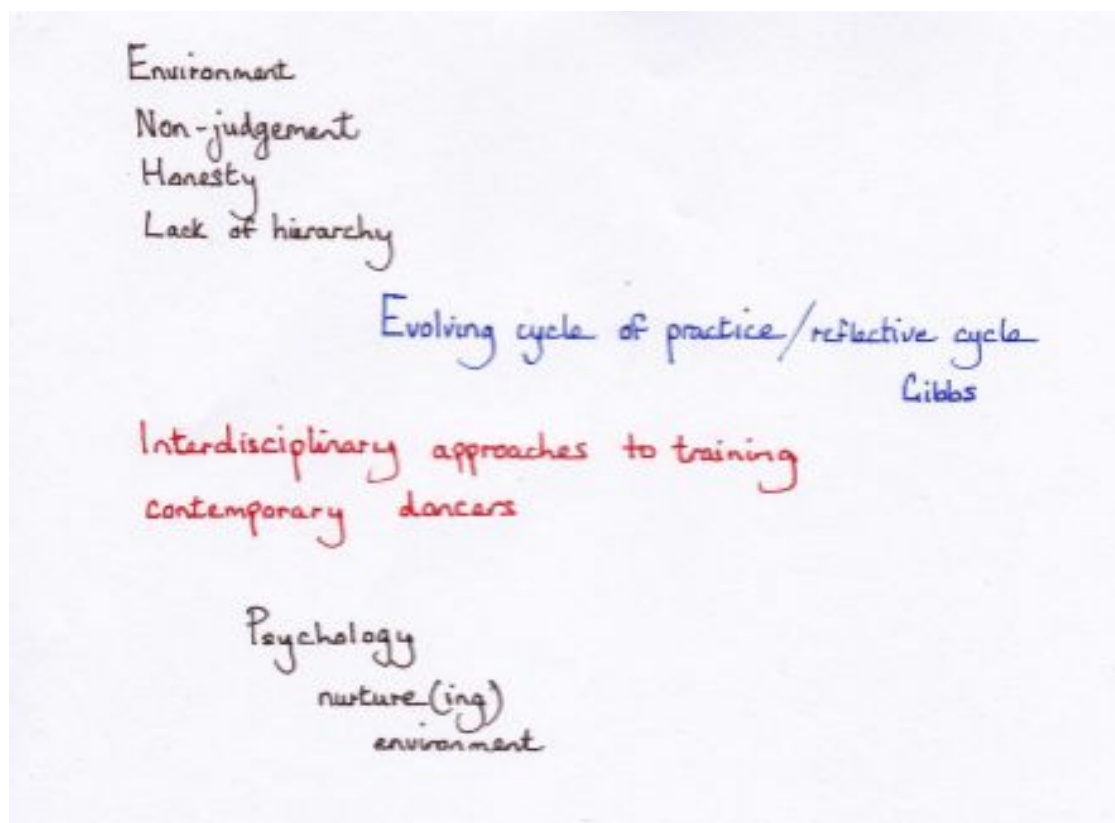 Environment
Non-judgement
Honesty
Lack of hierarchy
Evolving cycle of practice/reflective cycle
Gibbs
Interdisciplinary approaches to training
contemporary dancers
Psychology
nurture(ing)
environment